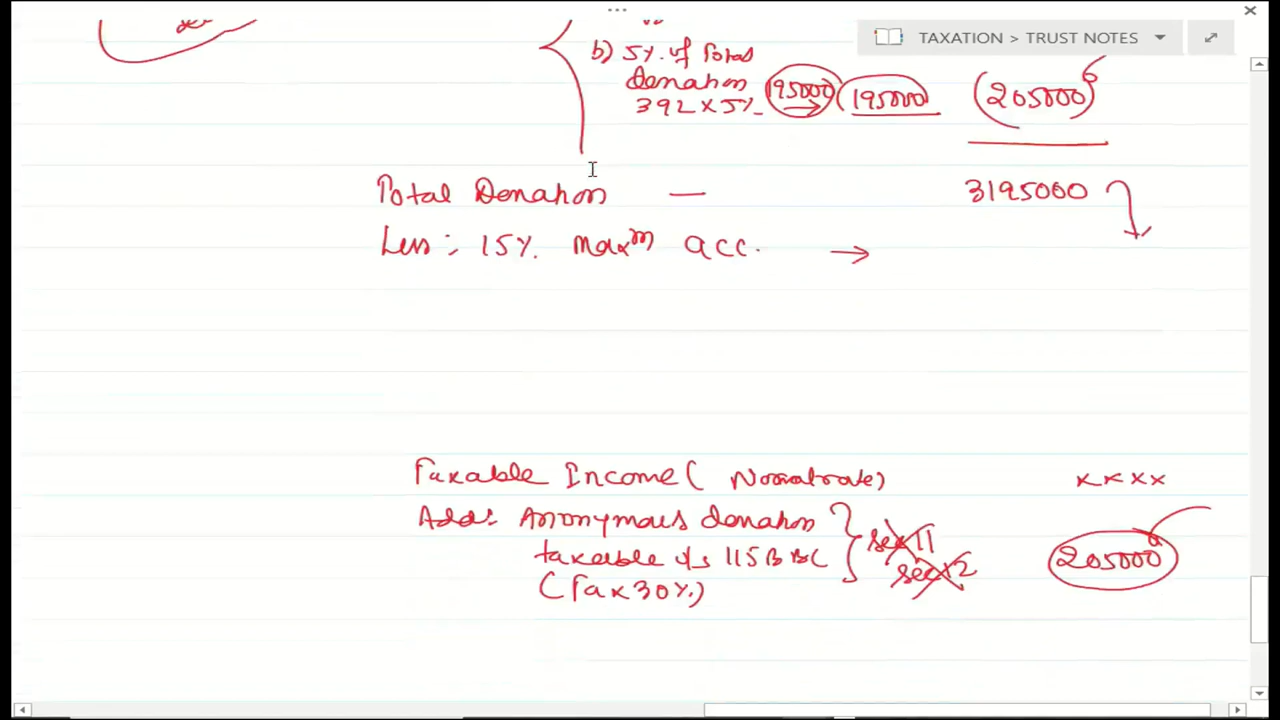 TAXATION > TRUST NOTES
b) 5% of Total
donation 195000 (195000) (205000)
392 x 5%
Total Donation — 3195000
Less: 15% Maxm acc. →
Taxable Income (Normal rate) xxxx
Add: Anonymous donation sec 11
taxable u/s 115BBC sec 12 205000
(Tax 30%)